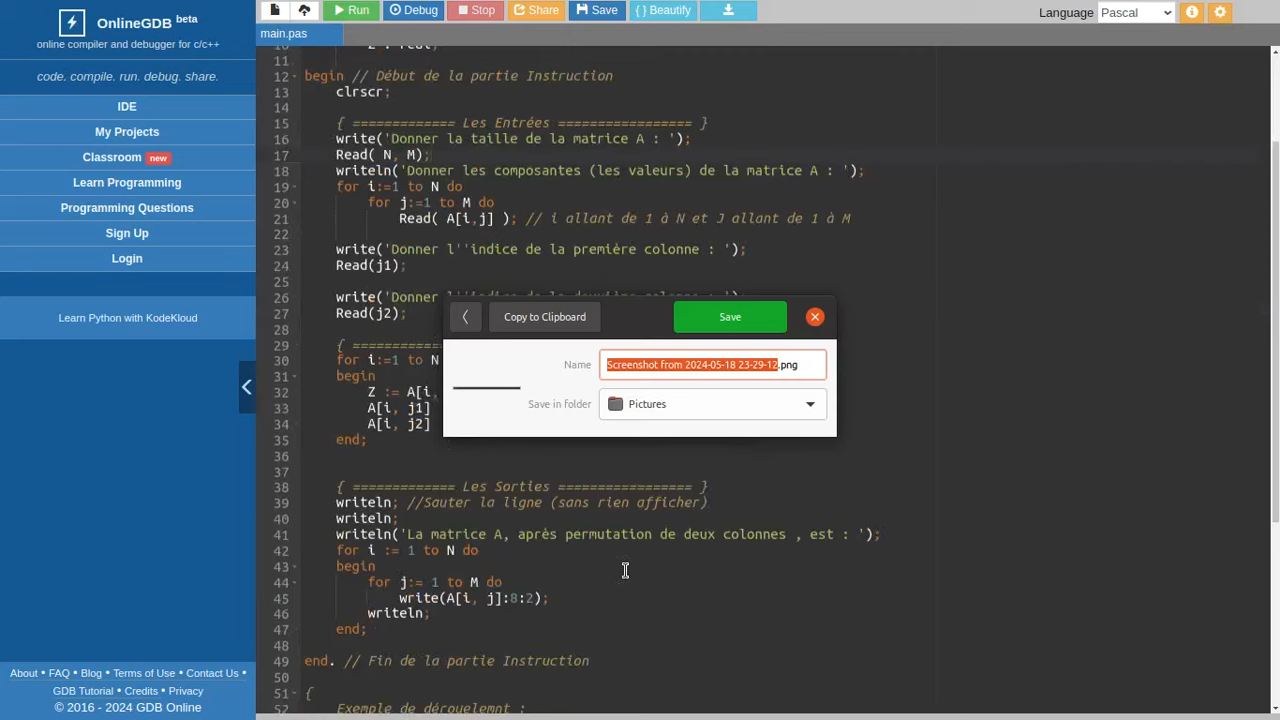 OnlineGDB beta
online compiler and debugger for c/c++
code. compile. run. debug. share.
IDE
My Projects
Classroom new
Learn Programming
Programming Questions
Sign Up
Login
Learn Python with KodeKloud
About • FAQ • Blog • Terms of Use • Contact Us •
GDB Tutorial • Credits • Privacy
© 2016 - 2024 GDB Online
Run Debug Stop Share Save { } Beautify
Language Pascal
main.pas
11
12 begin // Début de la partie Instruction
13 clrscr;
14
15 { ============= Les Entrées ================= }
16 write('Donner la taille de la matrice A : ');
17 Read( N, M);
18 writeln('Donner les composantes (les valeurs) de la matrice A : ');
19 for i:=1 to N do
20 for j:=1 to M do
21 Read( A[i,j] ); // i allant de 1 à N et J allant de 1 à M
22
23 write('Donner l''indice de la première colonne : ');
24 Read(j1);
25
26 write('Donner
27 Read(j2);
28
29 { ====
30 for i:=1 to N
31 begin
32 Z := A[i,
33 A[i, j1]
34 A[i, j2]
35 end;
36
37
38 { ============= Les Sorties ================= }
39 writeln; //Sauter la ligne (sans rien afficher)
40 writeln;
41 writeln('La matrice A, après permutation de deux colonnes , est : ');
42 for i := 1 to N do
43 begin
44 for j:= 1 to M do
45 write(A[i, j]:8:2);
46 writeln;
47 end;
48
49 end. // Fin de la partie Instruction
50
51 {
52 Exemple de dérouelemnt :
Copy to Clipboard
Save
Name Screenshot from 2024-05-18 23-29-12.png
Save in folder Pictures